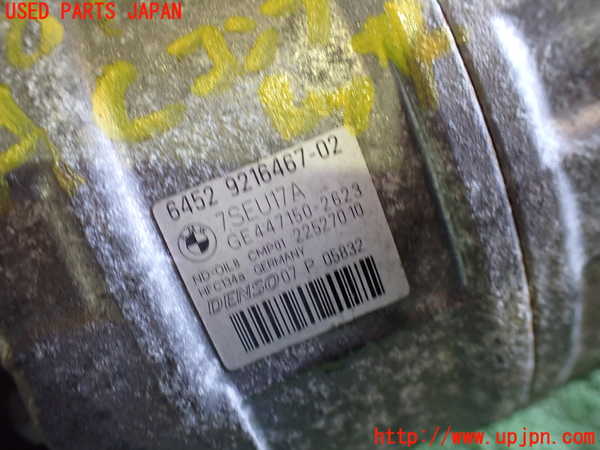 USED PARTS JAPAN
6452 9216467-02
7SEU17A
GE447150-2623
ND-OIL8 CMP01 22527010
HFC134a GERMANY
DENSO 07 P 05832
http://www.upjpn.com/